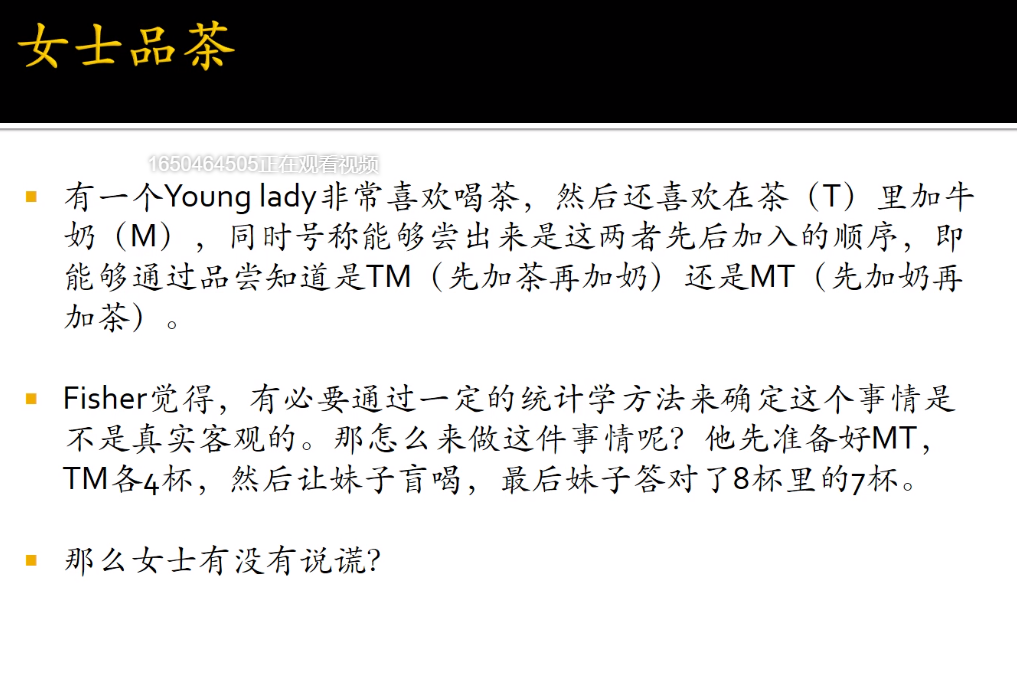 女士品茶
1650464505正在观看视频
有一个Young lady非常喜欢喝茶，然后还喜欢在茶（T）里加牛
奶（M），同时号称能够尝出来是这两者先后加入的顺序，即
能够通过品尝知道是TM（先加茶再加奶）还是MT（先加奶再
加茶）。
Fisher觉得，有必要通过一定的统计学方法来确定这个事情是
不是真实客观的。那怎么来做这件事情呢？他先准备好MT，
TM各4杯，然后让妹子盲喝，最后妹子答对了8杯里的7杯。
那么女士有没有说谎？